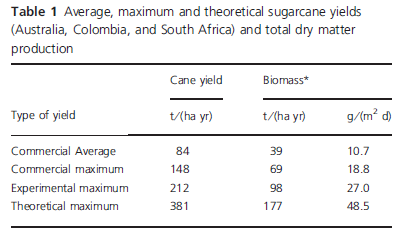 Table 1 Average, maximum and theoretical sugarcane yields
(Australia, Colombia, and South Africa) and total dry matter
production
Cane yield Biomass*
Type of yield t/(ha yr) t/(ha yr) g/(m² d)
Commercial Average 84 39 10.7
Commercial maximum 148 69 18.8
Experimental maximum 212 98 27.0
Theoretical maximum 381 177 48.5